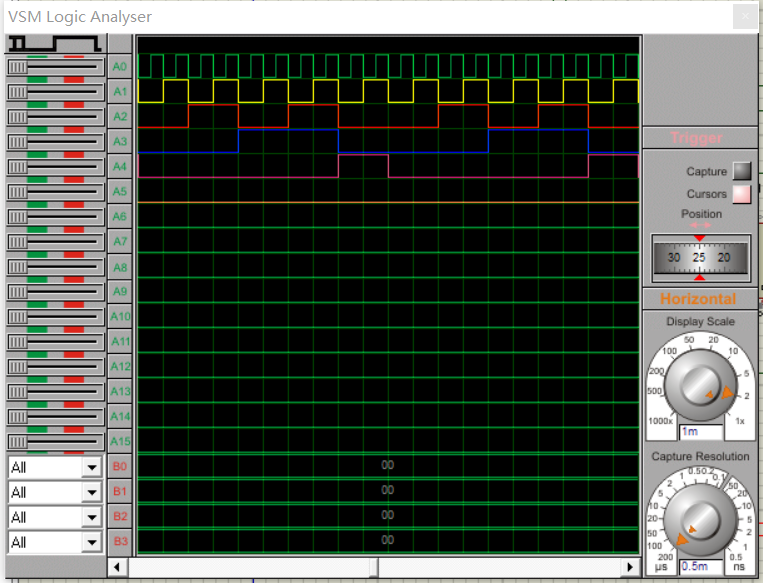 VSM Logic Analyser
A0
A1
A2
A3
A4
A5
A6
A7
A8
A9
A10
A11
A12
A13
A14
A15
All B0 00
All B1 00
All B2 00
All B3 00
Trigger
Capture
Cursors
Position
30 25 20
Horizontal
Display Scale
1000x 500 200 100 50 20 10 5 2 1x
1m
Capture Resolution
200 100 50 20 10 5 2 1 0.5 0.2 0.1 50 20 10 5 2 1 0.5
µs ns
0.5m